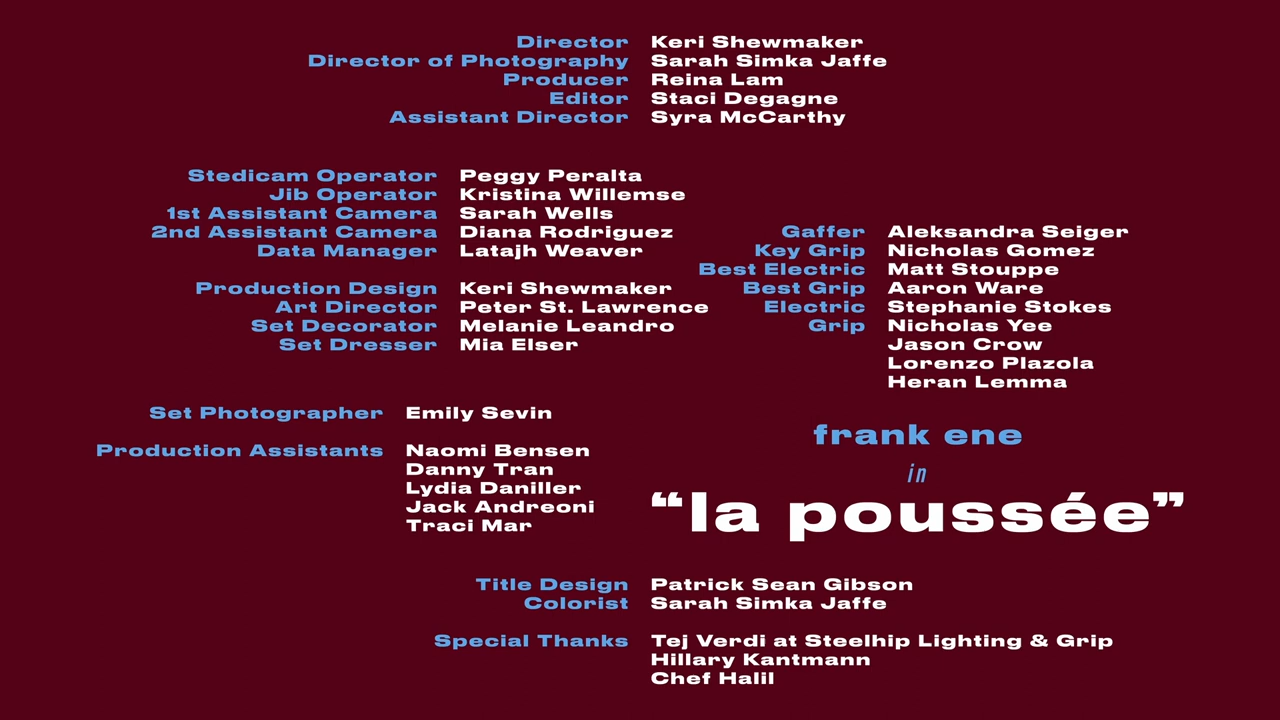 Director Keri Shewmaker
Director of Photography Sarah Simka Jaffe
Producer Reina Lam
Editor Staci Degagne
Assistant Director Syra McCarthy
Stedicam Operator Peggy Peralta
Jib Operator Kristina Willemse
1st Assistant Camera Sarah Wells
2nd Assistant Camera Diana Rodriguez
Data Manager Latajh Weaver
Production Design Keri Shewmaker
Art Director Peter St. Lawrence
Set Decorator Melanie Leandro
Set Dresser Mia Elser
Gaffer Aleksandra Seiger
Key Grip Nicholas Gomez
Best Electric Matt Stouppe
Best Grip Aaron Ware
Electric Stephanie Stokes
Grip Nicholas Yee
Jason Crow
Lorenzo Plazola
Heran Lemma
Set Photographer Emily Sevin
Production Assistants Naomi Bensen
Danny Tran
Lydia Daniller
Jack Andreoni
Traci Mar
frank ene
in
“la poussée”
Title Design Patrick Sean Gibson
Colorist Sarah Simka Jaffe
Special Thanks Tej Verdi at Steelhip Lighting & Grip
Hillary Kantmann
Chef Halil